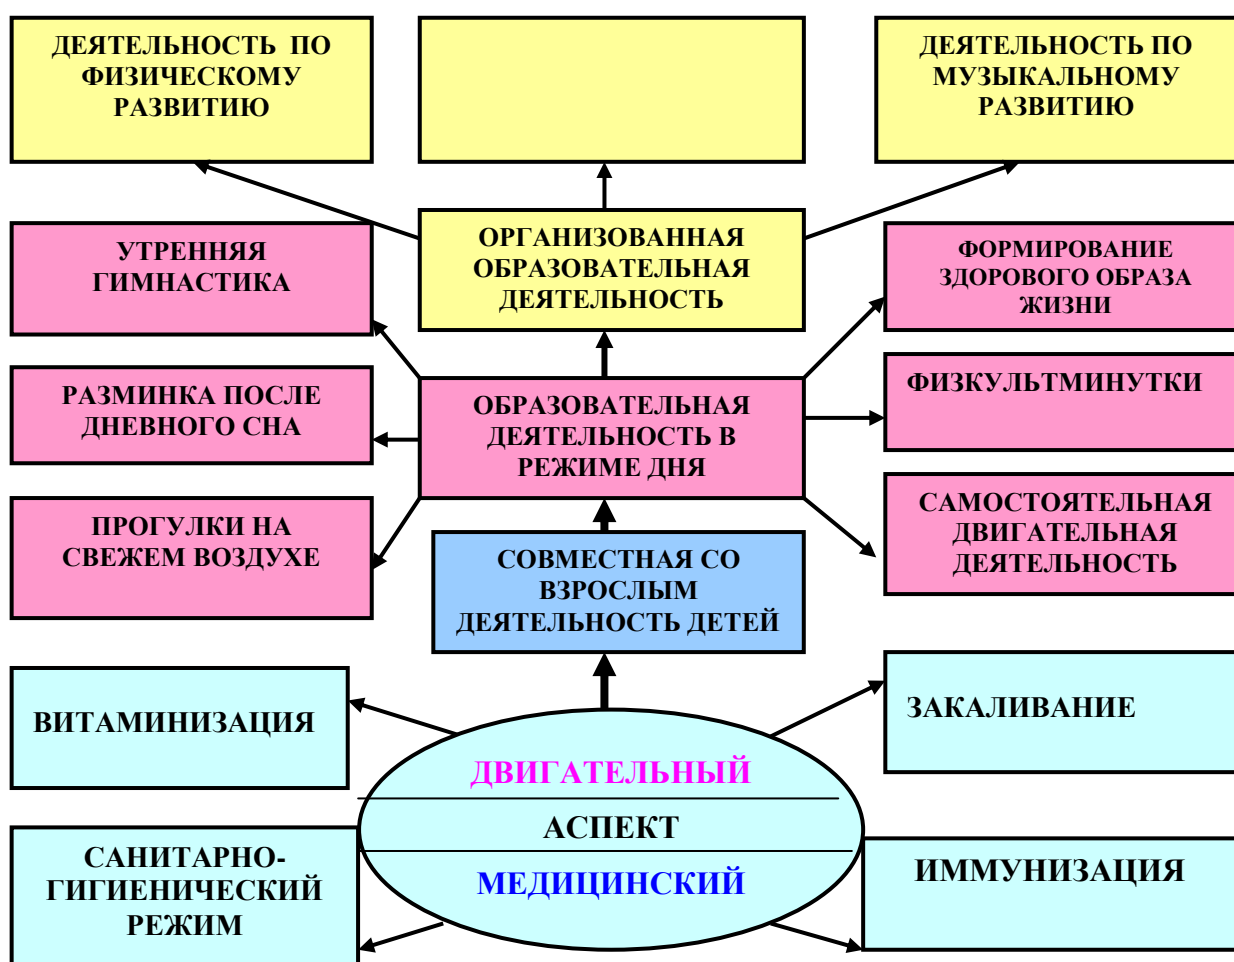 ДЕЯТЕЛЬНОСТЬ ПО
ФИЗИЧЕСКОМУ
РАЗВИТИЮ
ДЕЯТЕЛЬНОСТЬ ПО
МУЗЫКАЛЬНОМУ
РАЗВИТИЮ
УТРЕННЯЯ
ГИМНАСТИКА
ОРГАНИЗОВАННАЯ
ОБРАЗОВАТЕЛЬНАЯ
ДЕЯТЕЛЬНОСТЬ
ФОРМИРОВАНИЕ
ЗДОРОВОГО ОБРАЗА
ЖИЗНИ
РАЗМИНКА ПОСЛЕ
ДНЕВНОГО СНА
ОБРАЗОВАТЕЛЬНАЯ
ДЕЯТЕЛЬНОСТЬ В
РЕЖИМЕ ДНЯ
ФИЗКУЛЬТМИНУТКИ
ПРОГУЛКИ НА
СВЕЖЕМ ВОЗДУХЕ
СОВМЕСТНАЯ СО
ВЗРОСЛЫМ
ДЕЯТЕЛЬНОСТЬ ДЕТЕЙ
САМОСТОЯТЕЛЬНАЯ
ДВИГАТЕЛЬНАЯ
ДЕЯТЕЛЬНОСТЬ
ВИТАМИНИЗАЦИЯ
ЗАКАЛИВАНИЕ
ДВИГАТЕЛЬНЫЙ
АСПЕКТ
МЕДИЦИНСКИЙ
САНИТАРНО-
ГИГИЕНИЧЕСКИЙ
РЕЖИМ
ИММУНИЗАЦИЯ